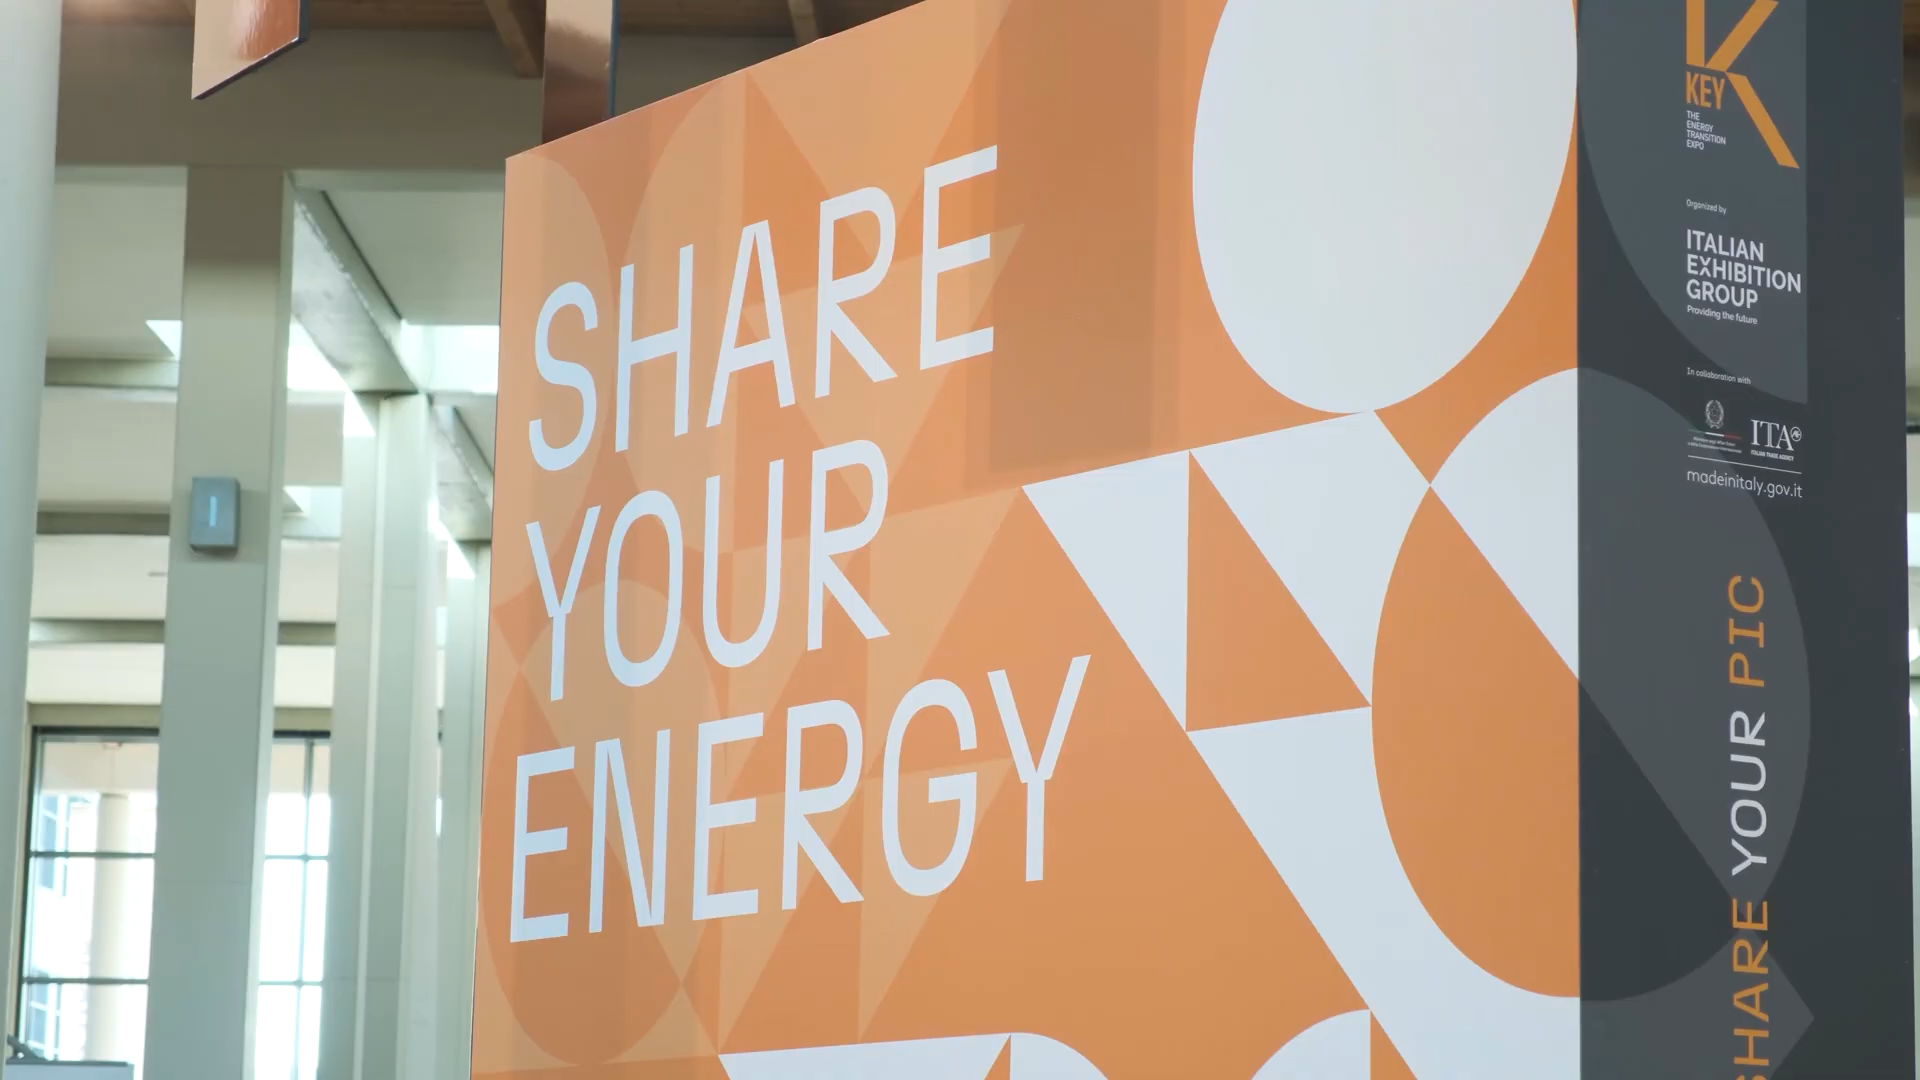 SHARE
YOUR
ENERGY
K
KEY
THE
ENERGY
TRANSITION
EXPO
Organized by
ITALIAN
EXHIBITION
GROUP
Providing the future
In collaboration with
ITA
ITALIAN TRADE AGENCY
madeinitaly.gov.it
SHARE YOUR PIC